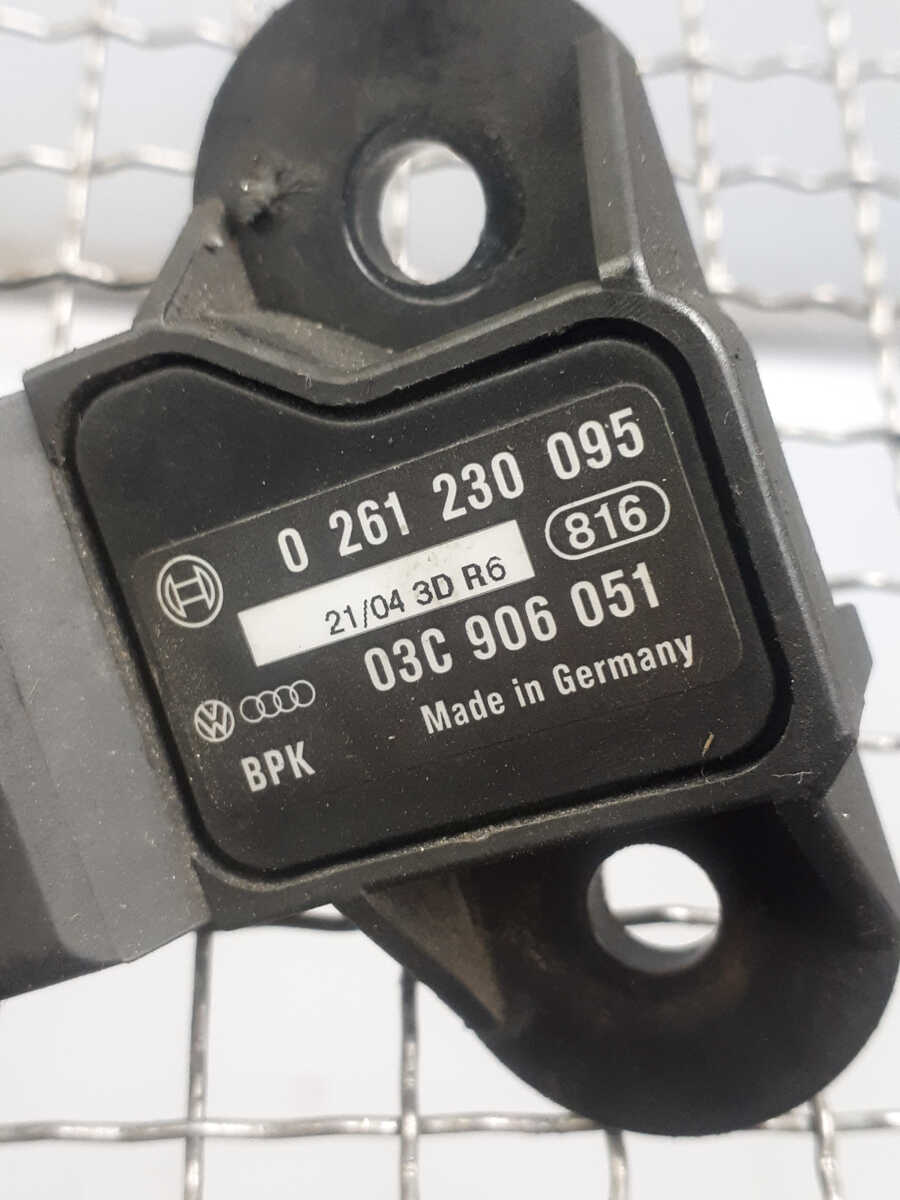 0 261 230 095
816
21/04 3D R6
03C 906 051
Made in Germany
BPK